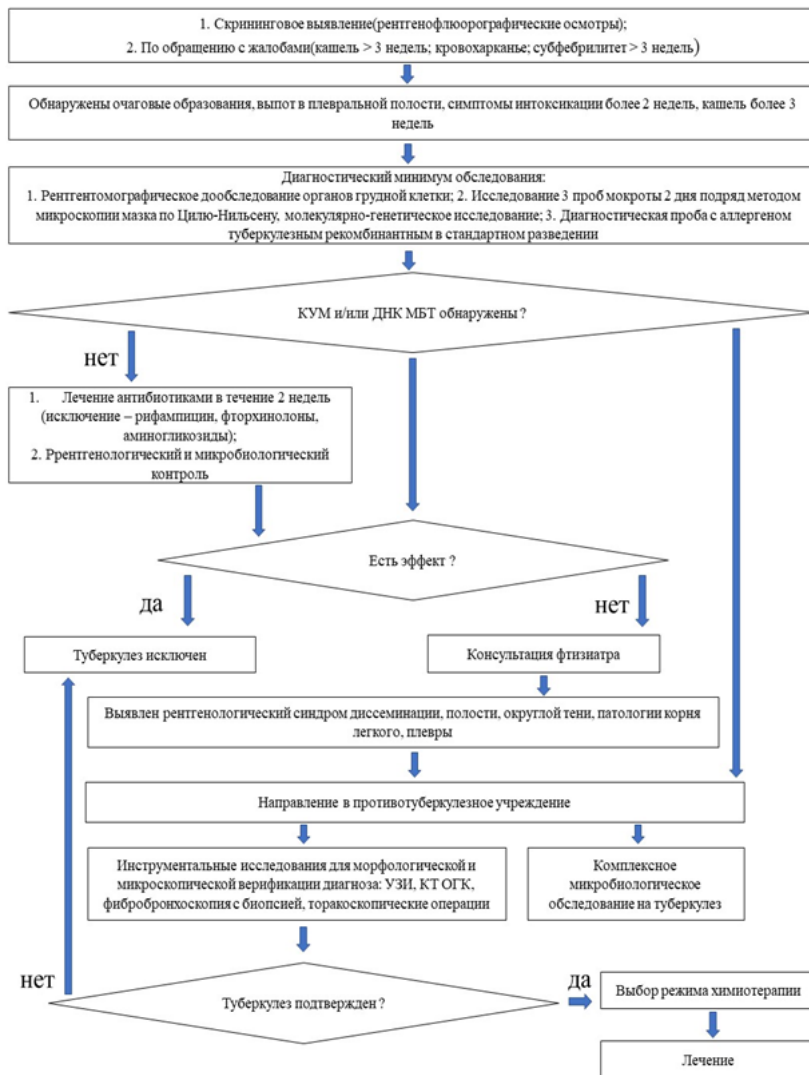 1. Скрининговое выявление(рентгенофлюорографические осмотры);
2. По обращению с жалобами(кашель > 3 недель; кровохарканье; субфебрилитет > 3 недель)
Обнаружены очаговые образования, выпот в плевральной полости, симптомы интоксикации более 2 недель, кашель более 3
недель
Диагностический минимум обследования:
1. Рентгентомографическое дообследование органов грудной клетки; 2. Исследование 3 проб мокроты 2 дня подряд методом
микроскопии мазка по Цилю-Нильсену, молекулярно-генетическое исследование; 3. Диагностическая проба с аллергеном
туберкулезным рекомбинантным в стандартном разведении
КУМ и/или ДНК МБТ обнаружены ?
нет
1. Лечение антибиотиками в течение 2 недель
(исключение – рифампицин, фторхинолоны,
аминогликозиды);
2. Ррентгенологический и микробиологический
контроль
Есть эффект ?
да
нет
Туберкулез исключен
Консультация фтизиатра
Выявлен рентгенологический синдром диссеминации, полости, округлой тени, патологии корня
легкого, плевры
Направление в противотуберкулезное учреждение
Инструментальные исследования для морфологической и
микроскопической верификации диагноза: УЗИ, КТ ОГК,
фибробронхоскопия с биопсией, торакоскопические операции
Комплексное
микробиологическое
обследование на туберкулез
нет
Туберкулез подтвержден ?
да
Выбор режима химиотерапии
Лечение